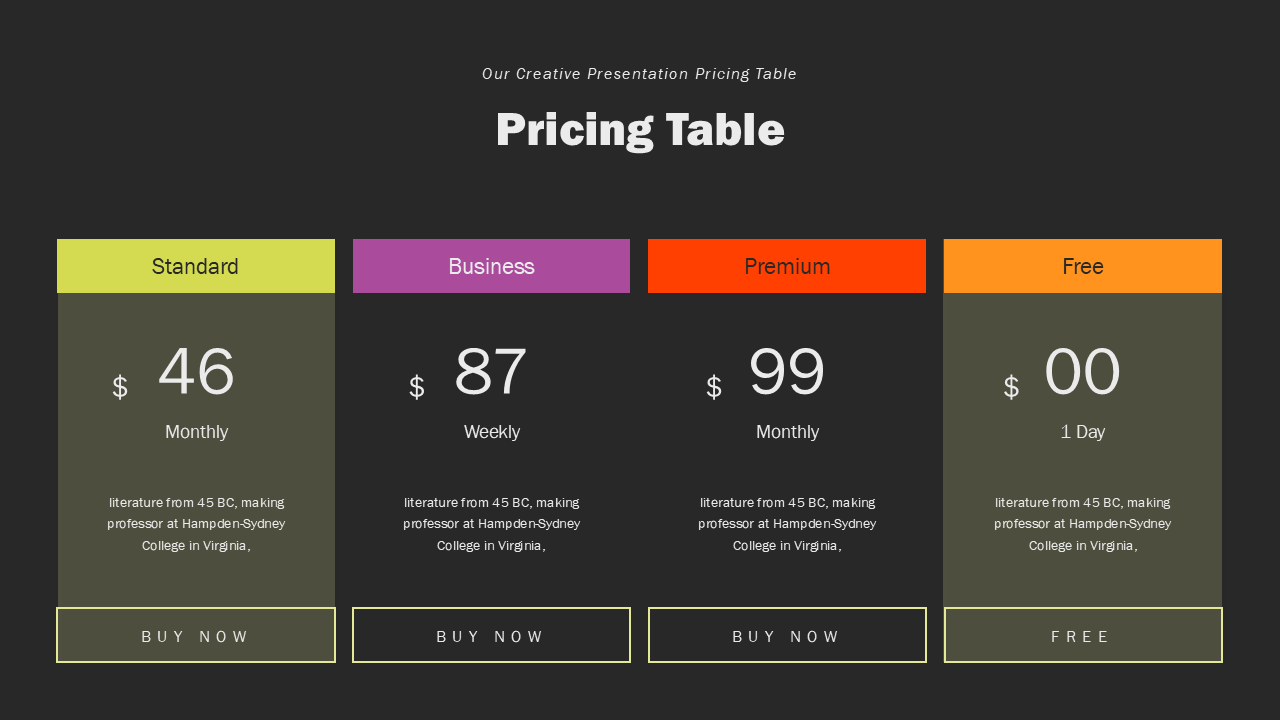 Our Creative Presentation Pricing Table
Pricing Table
Standard
$ 46
Monthly
literature from 45 BC, making
professor at Hampden-Sydney
College in Virginia,
BUY NOW
Business
$ 87
Weekly
literature from 45 BC, making
professor at Hampden-Sydney
College in Virginia,
BUY NOW
Premium
$ 99
Monthly
literature from 45 BC, making
professor at Hampden-Sydney
College in Virginia,
BUY NOW
Free
$ 00
1 Day
literature from 45 BC, making
professor at Hampden-Sydney
College in Virginia,
FREE